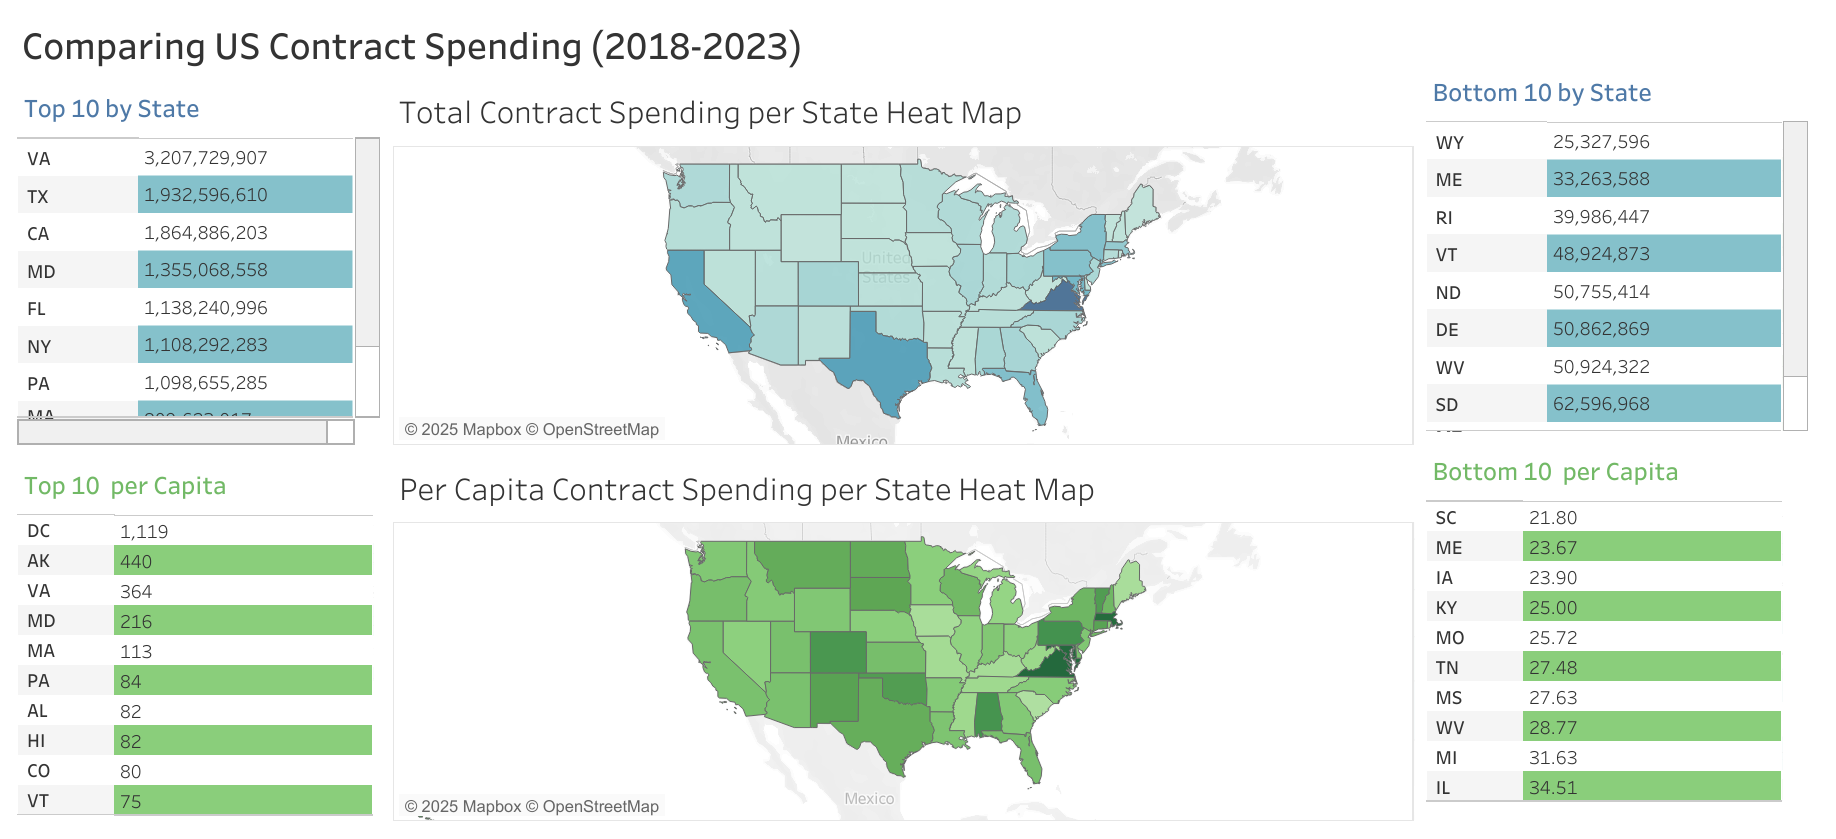 Comparing US Contract Spending (2018-2023)
Top 10 by State
VA 3,207,729,907
TX 1,932,596,610
CA 1,864,886,203
MD 1,355,068,558
FL 1,138,240,996
NY 1,108,292,283
PA 1,098,655,285
MA
Total Contract Spending per State Heat Map
United
States
Mexico
© 2025 Mapbox © OpenStreetMap
Bottom 10 by State
WY 25,327,596
ME 33,263,588
RI 39,986,447
VT 48,924,873
ND 50,755,414
DE 50,862,869
WV 50,924,322
SD 62,596,968
Top 10 per Capita
DC 1,119
AK 440
VA 364
MD 216
MA 113
PA 84
AL 82
HI 82
CO 80
VT 75
Per Capita Contract Spending per State Heat Map
Mexico
© 2025 Mapbox © OpenStreetMap
Bottom 10 per Capita
SC 21.80
ME 23.67
IA 23.90
KY 25.00
MO 25.72
TN 27.48
MS 27.63
WV 28.77
MI 31.63
IL 34.51